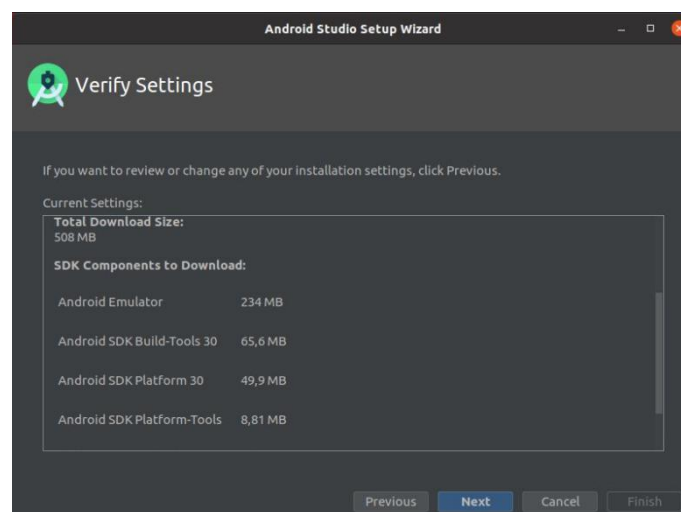 Android Studio Setup Wizard
Verify Settings
If you want to review or change any of your installation settings, click Previous.
Current Settings:
Total Download Size:
508 MB
SDK Components to Download:
Android Emulator 234 MB
Android SDK Build-Tools 30 65,6 MB
Android SDK Platform 30 49,9 MB
Android SDK Platform-Tools 8,81 MB
Previous Next Cancel Finish